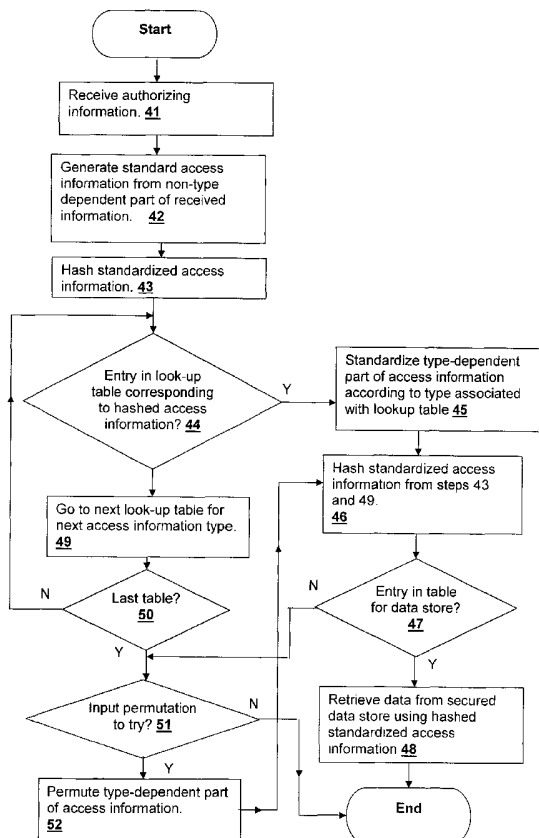 Start
Receive authorizing
information. 41
Generate standard access
information from non-type
dependent part of received
information. 42
Hash standardized access
information. 43
Entry in look-up
table corresponding
to hashed access
information? 44
Y
Standardize type-dependent
part of access information
according to type associated
with lookup table 45
Hash standardized access
information from steps 43
and 49.
46
Go to next look-up table for
next access information type.
49
N
Last table?
50
Y
N
Entry in table
for data store?
47
Y
Input permutation
to try? 51
N
Y
Retrieve data from secured
data store using hashed
standardized access
information 48
Permute type-dependent
part of access information.
52
End